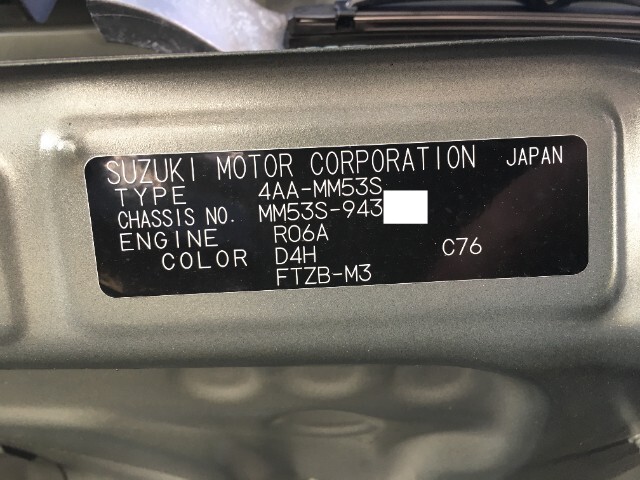 SUZUKI MOTOR CORPORATION JAPAN
TYPE 4AA-MM53S
CHASSIS NO. MM53S-943
ENGINE R06A
COLOR D4H C76
FTZB-M3